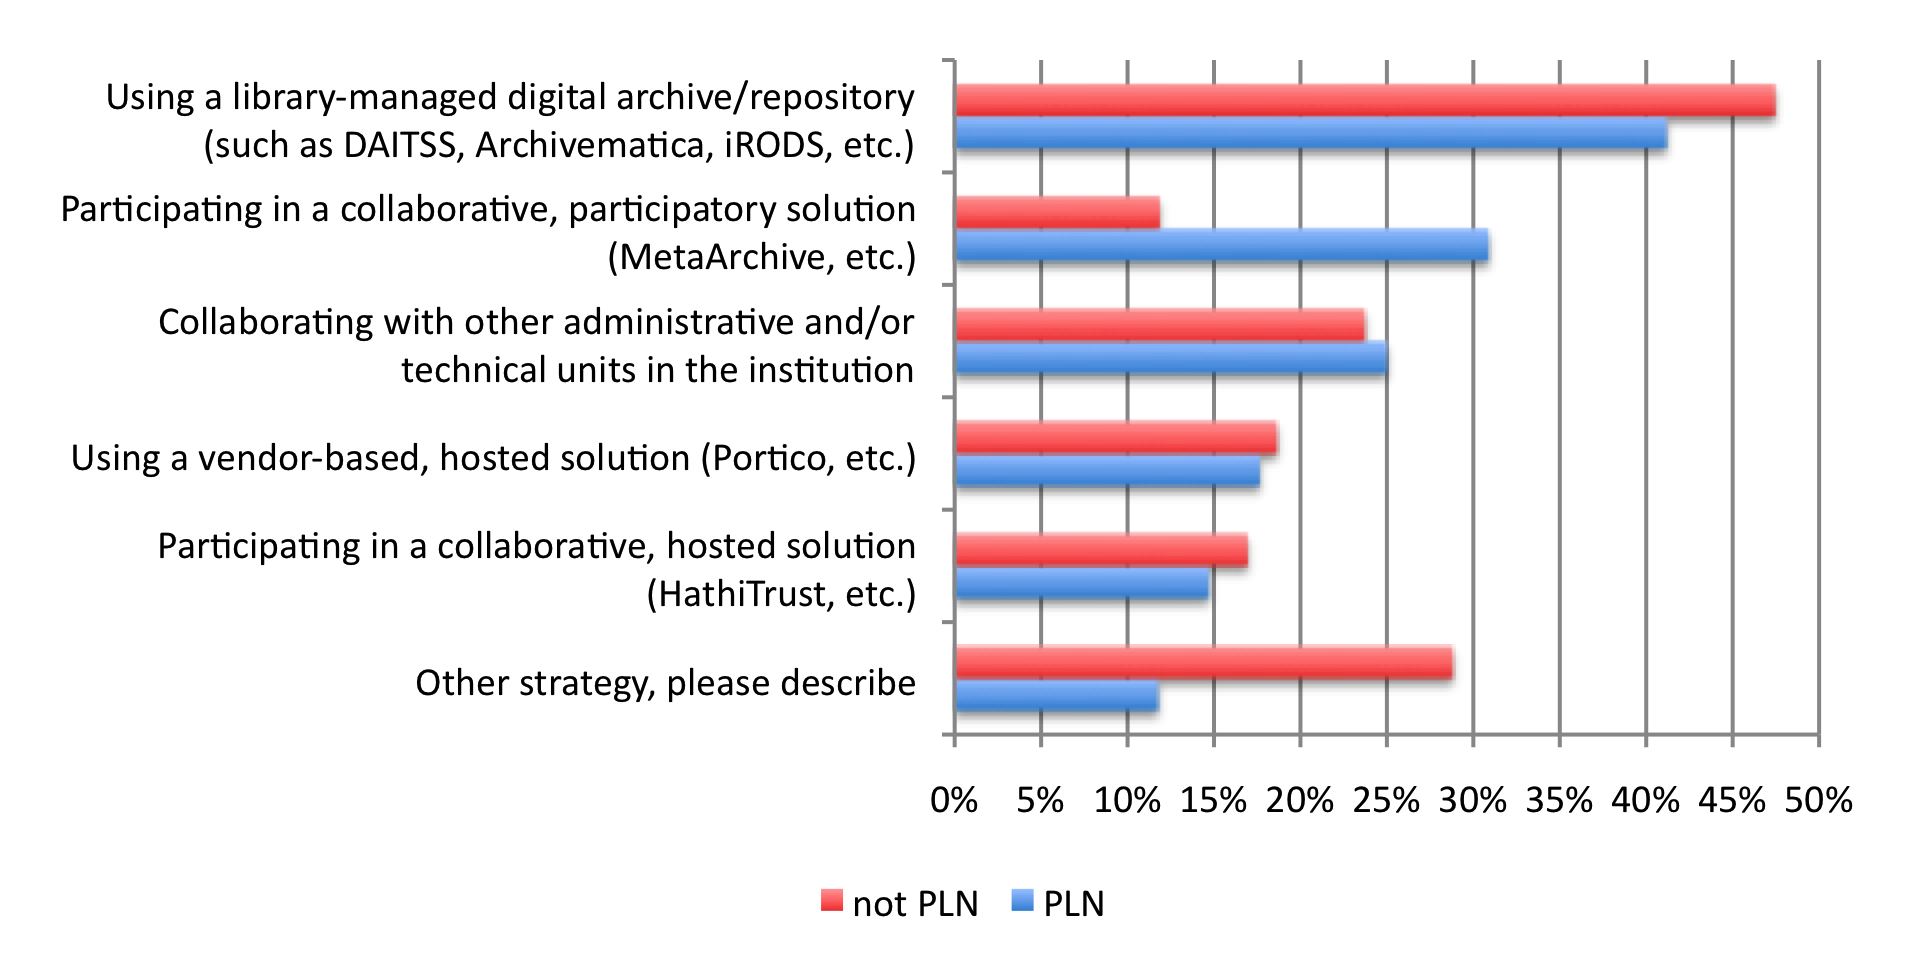 Using a library-managed digital archive/repository
(such as DAITSS, Archivematica, iRODS, etc.)
Participating in a collaborative, participatory solution
(MetaArchive, etc.)
Collaborating with other administrative and/or
technical units in the institution
Using a vendor-based, hosted solution (Portico, etc.)
Participating in a collaborative, hosted solution
(HathiTrust, etc.)
Other strategy, please describe
0% 5% 10% 15% 20% 25% 30% 35% 40% 45% 50%
not PLN PLN